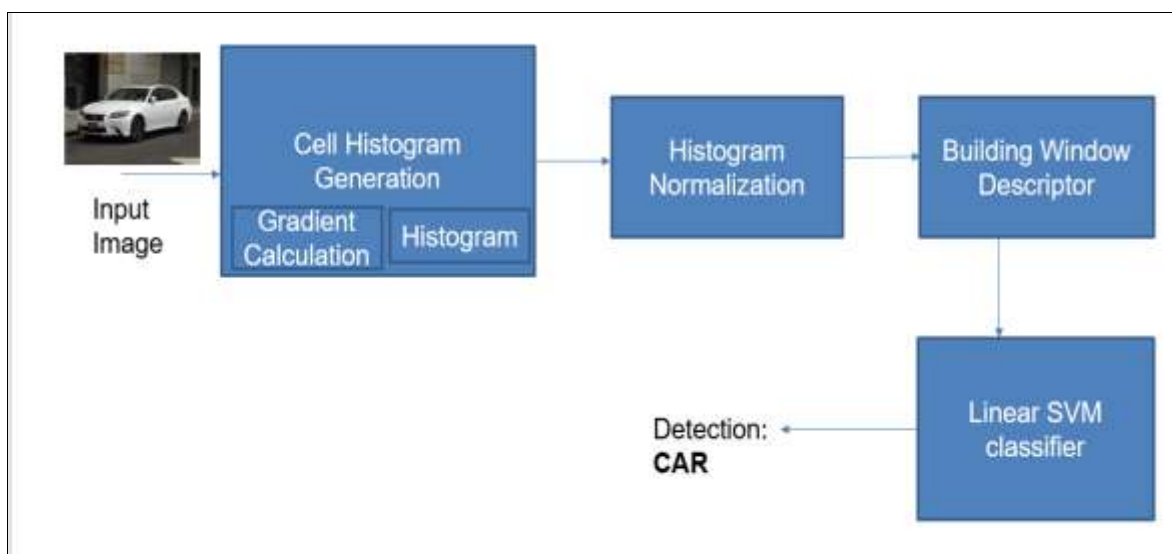 Input
Image
Cell Histogram
Generation
Gradient
Calculation
Histogram
Histogram
Normalization
Building Window
Descriptor
Linear SVM
classifier
Detection:
CAR